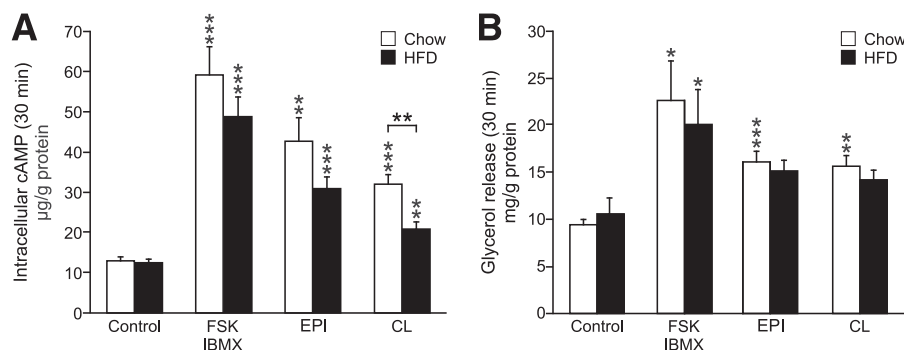 A
Intracellular cAMP (30 min)
µg/g protein
70
60
50
40
30
20
10
0
Chow
HFD
***
***
**
***
***
**
**
Control
FSK
IBMX
EPI
CL
B
Glycerol release (30 min)
mg/g protein
30
25
20
15
10
5
0
Chow
HFD
*
*
***
**
Control
FSK
IBMX
EPI
CL